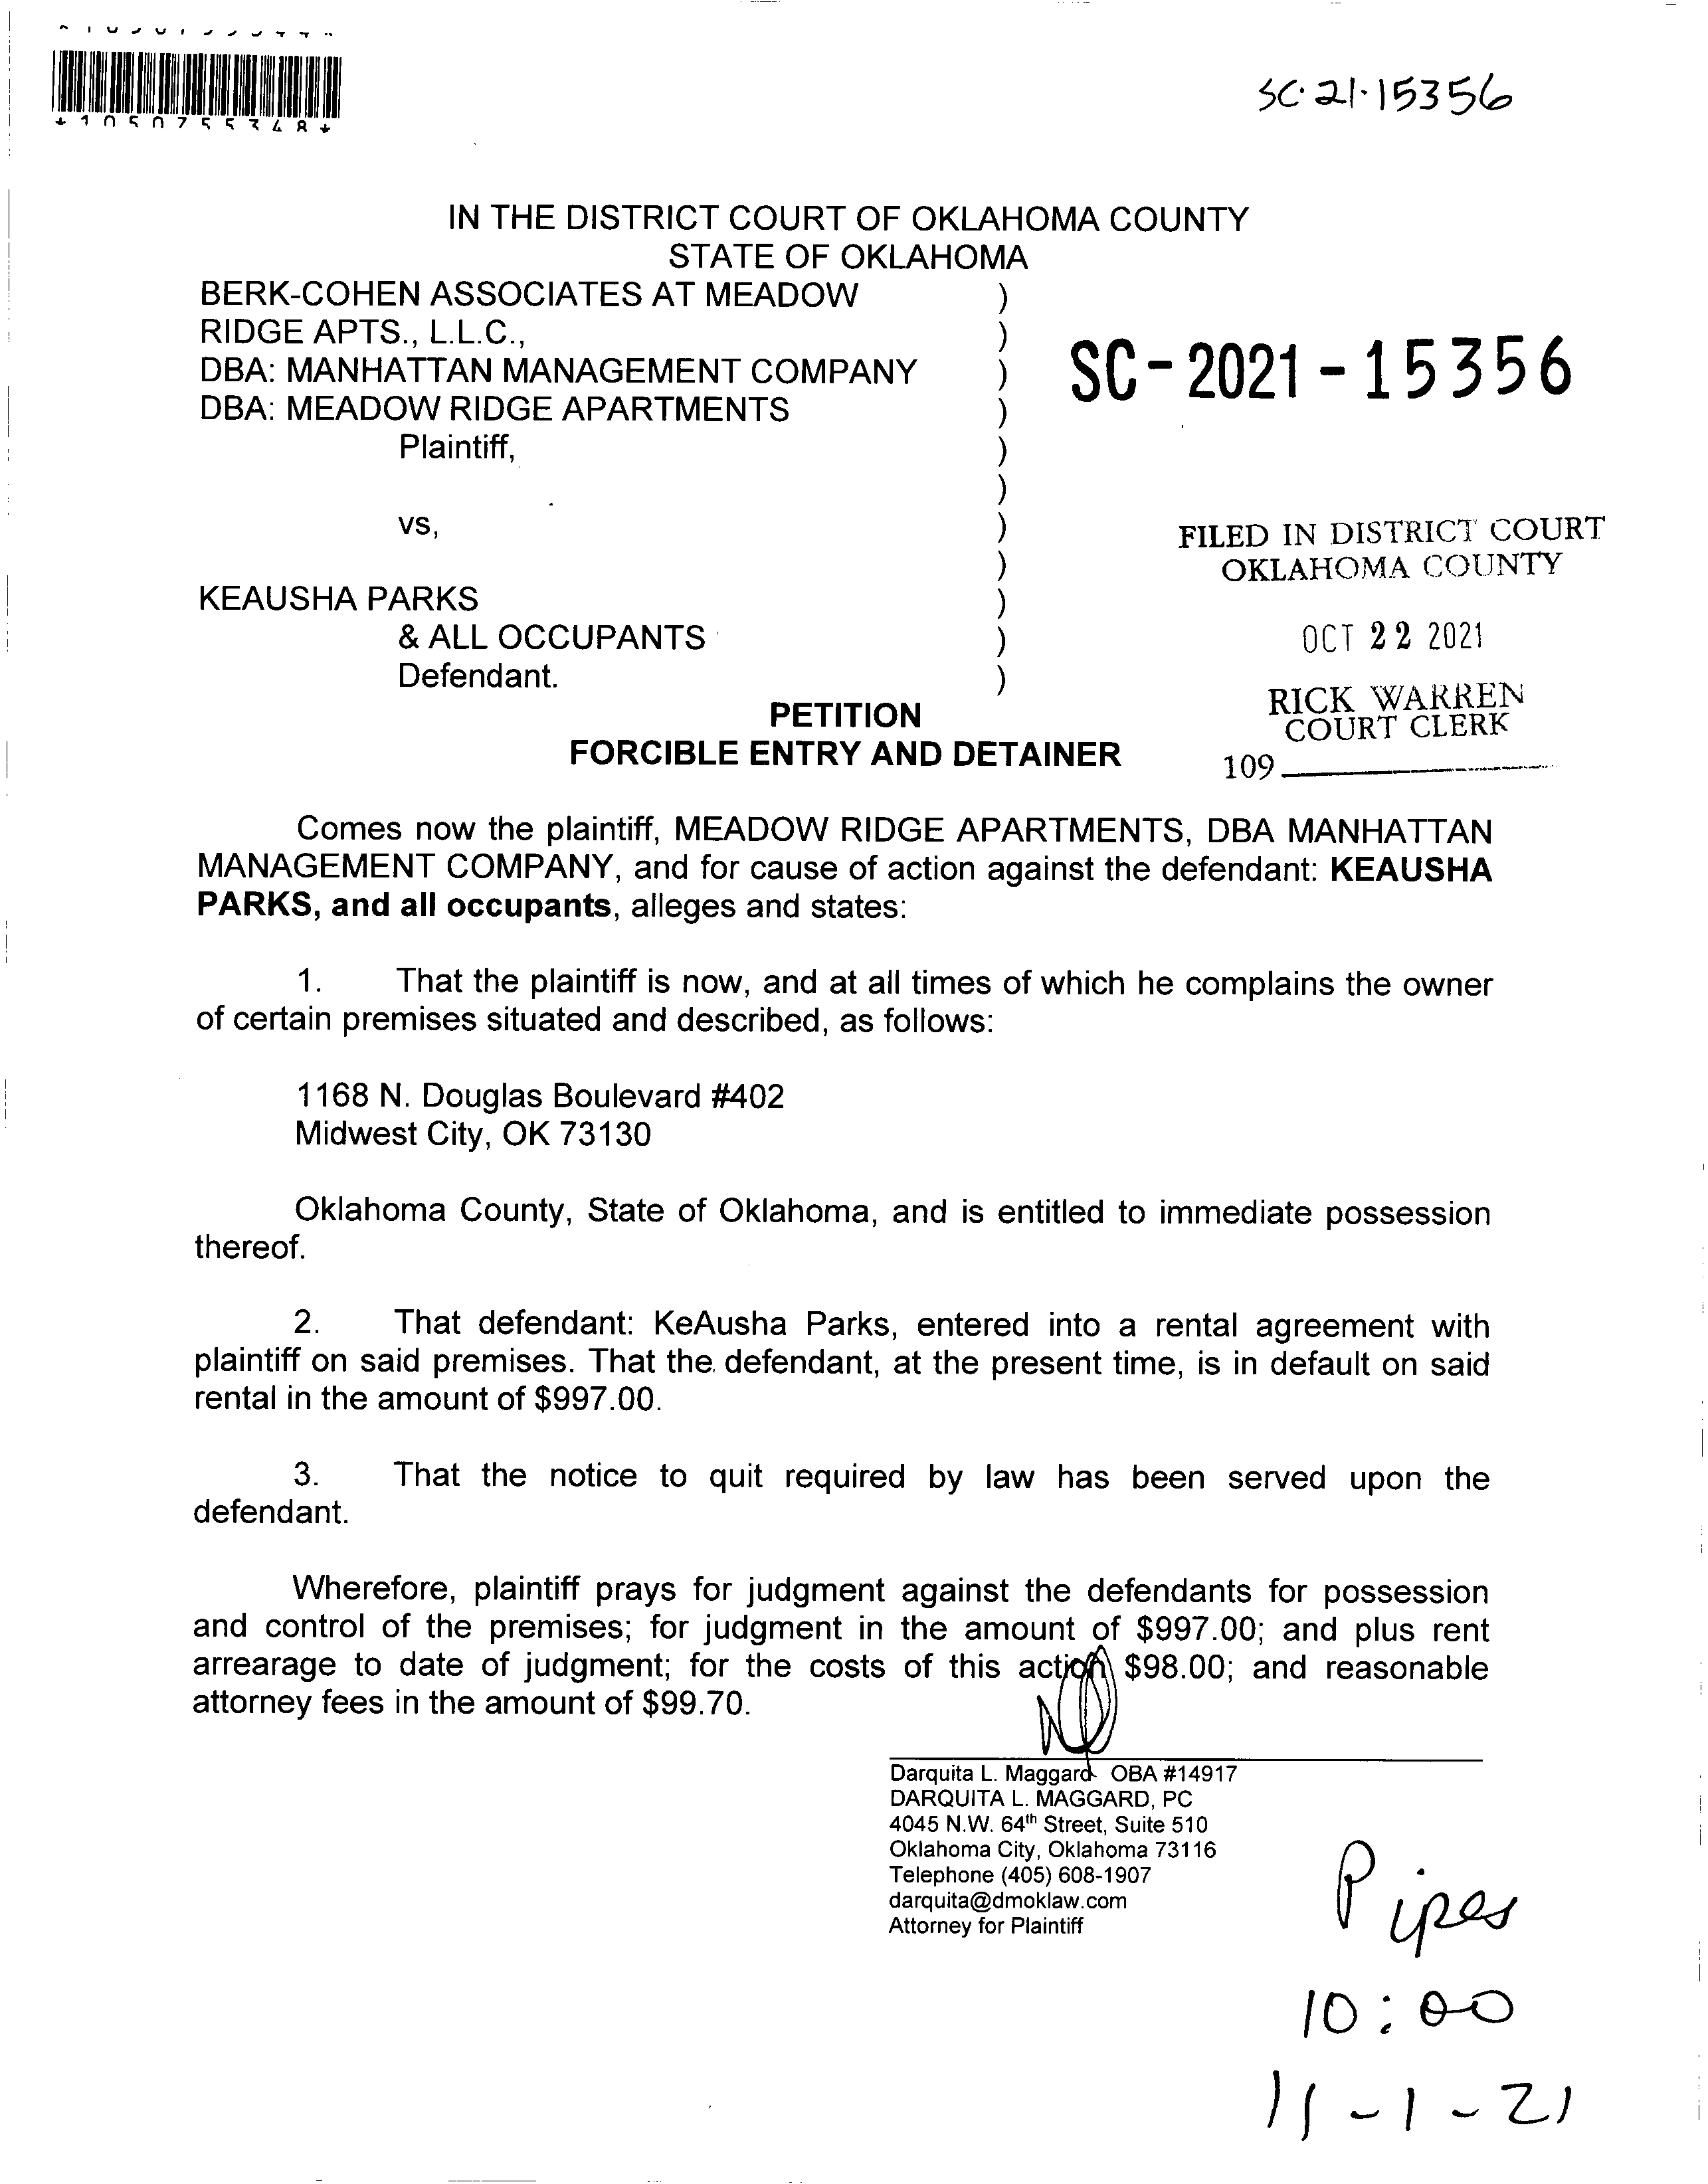 *1050755348*
SC-21-15356
IN THE DISTRICT COURT OF OKLAHOMA COUNTY
STATE OF OKLAHOMA
BERK-COHEN ASSOCIATES AT MEADOW )
RIDGE APTS., L.L.C., )
DBA: MANHATTAN MANAGEMENT COMPANY )
DBA: MEADOW RIDGE APARTMENTS )
Plaintiff, )
)
vs, )
)
KEAUSHA PARKS )
& ALL OCCUPANTS )
Defendant. )
SC-2021-15356
FILED IN DISTRICT COURT
OKLAHOMA COUNTY
OCT 22 2021
RICK WARREN
COURT CLERK
109
PETITION
FORCIBLE ENTRY AND DETAINER
Comes now the plaintiff, MEADOW RIDGE APARTMENTS, DBA MANHATTAN
MANAGEMENT COMPANY, and for cause of action against the defendant: KEAUSHA
PARKS, and all occupants, alleges and states:
1. That the plaintiff is now, and at all times of which he complains the owner
of certain premises situated and described, as follows:
1168 N. Douglas Boulevard #402
Midwest City, OK 73130
Oklahoma County, State of Oklahoma, and is entitled to immediate possession
thereof.
2. That defendant: KeAusha Parks, entered into a rental agreement with
plaintiff on said premises. That the defendant, at the present time, is in default on said
rental in the amount of $997.00.
3. That the notice to quit required by law has been served upon the
defendant.
Wherefore, plaintiff prays for judgment against the defendants for possession
and control of the premises; for judgment in the amount of $997.00; and plus rent
arrearage to date of judgment; for the costs of this action $98.00; and reasonable
attorney fees in the amount of $99.70.
Darquita L. Maggard OBA #14917
DARQUITA L. MAGGARD, PC
4045 N.W. 64th Street, Suite 510
Oklahoma City, Oklahoma 73116
Telephone (405) 608-1907
darquita@dmoklaw.com
Attorney for Plaintiff
Pipes
10:00
11-1-21